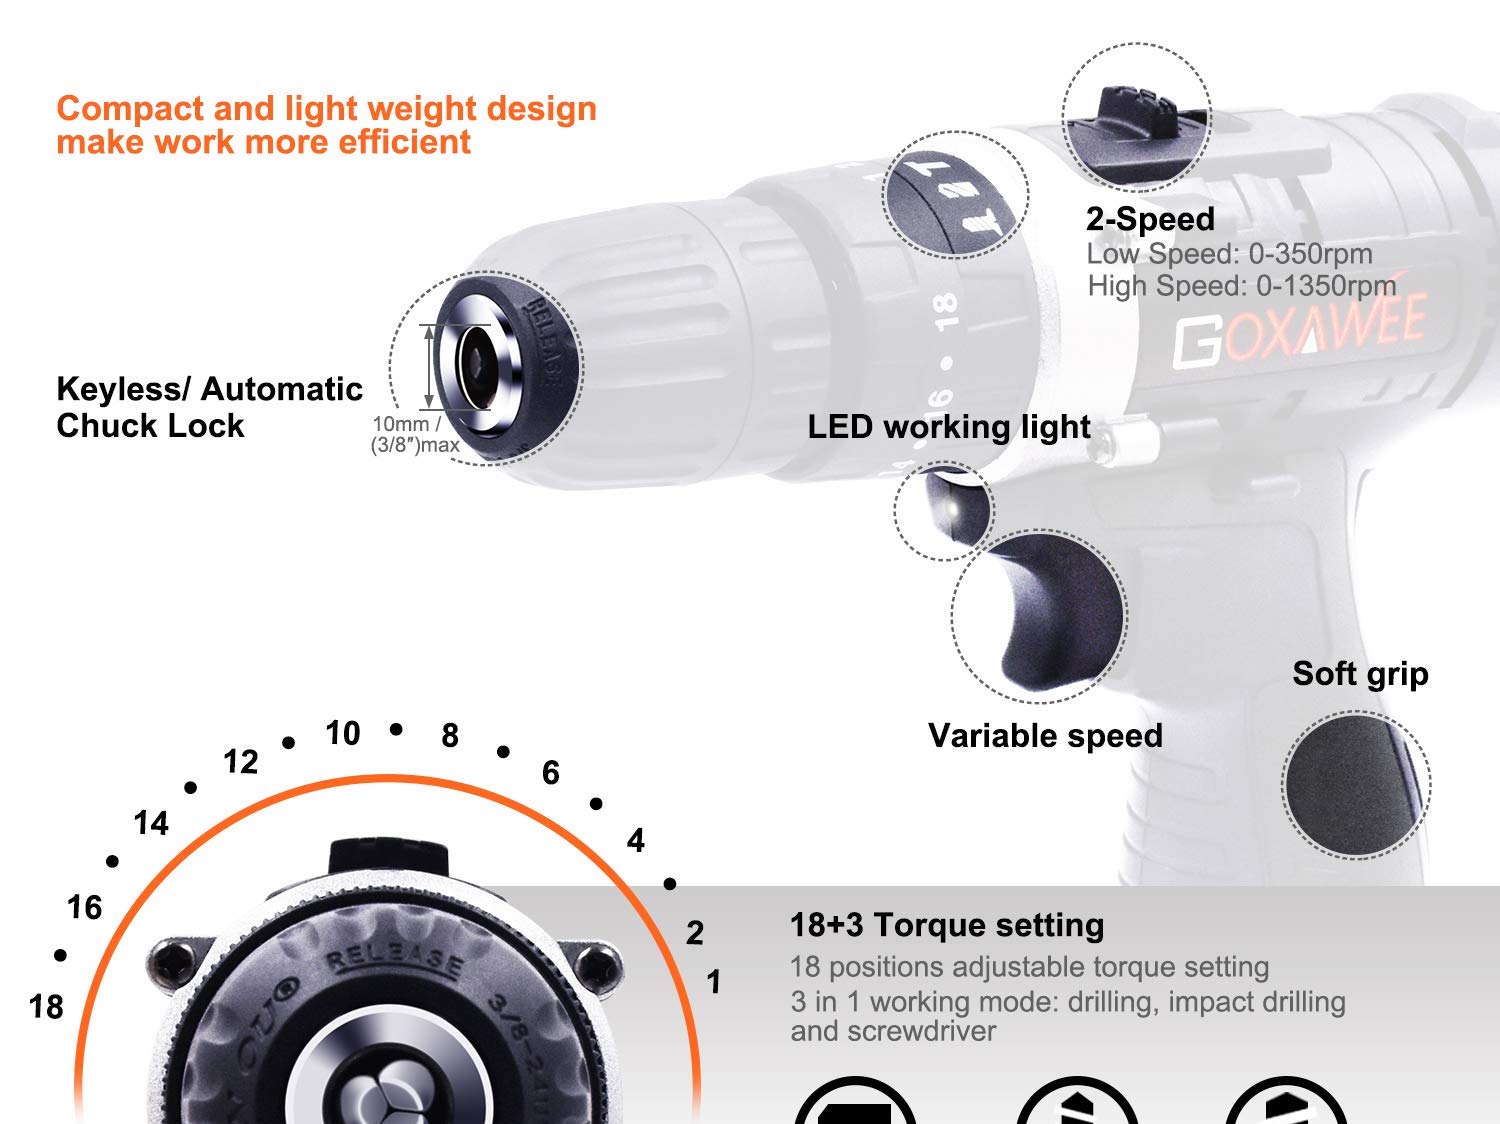 Compact and light weight design
make work more efficient
2-Speed
Low Speed: 0-350rpm
High Speed: 0-1350rpm
GOXAWÉE
18
16
14
Keyless/ Automatic
Chuck Lock
RELEASE
10mm /
(3/8″)max
LED working light
Variable speed
Soft grip
10
8
12
6
14
4
16
2
18
1
RELEASE
18+3 Torque setting
18 positions adjustable torque setting
3 in 1 working mode: drilling, impact drilling
and screwdriver